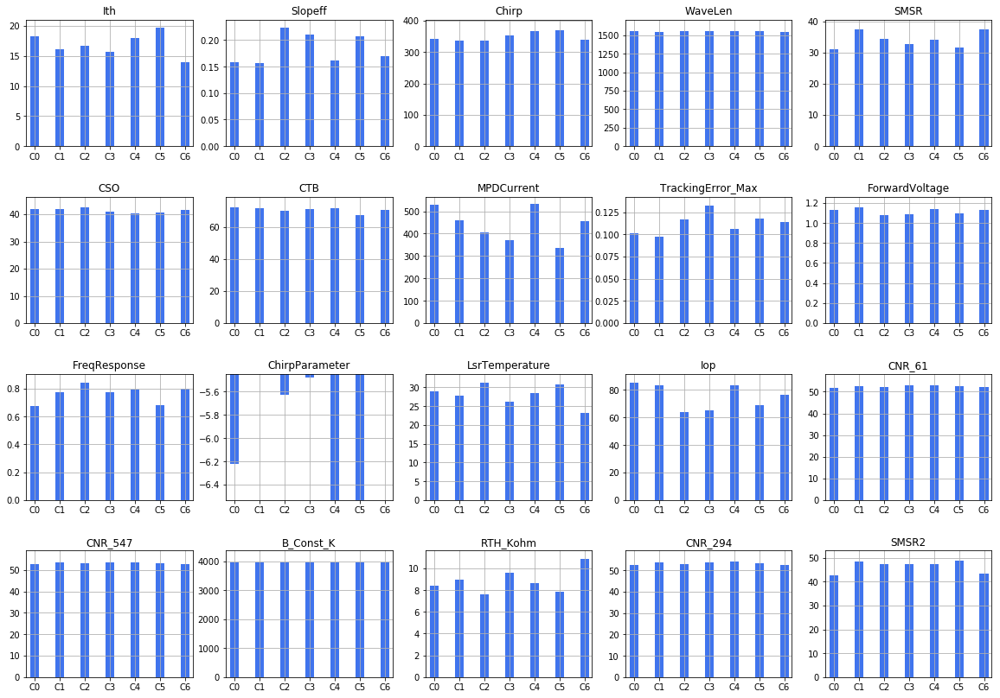 Ith
20
15
10
5
0
C0 C1 C2 C3 C4 C5 C6
Slopeff
0.20
0.15
0.10
0.05
0.00
C0 C1 C2 C3 C4 C5 C6
Chirp
400
300
200
100
0
C0 C1 C2 C3 C4 C5 C6
WaveLen
1500
1250
1000
750
500
250
0
C0 C1 C2 C3 C4 C5 C6
SMSR
40
30
20
10
0
C0 C1 C2 C3 C4 C5 C6
CSO
40
30
20
10
0
C0 C1 C2 C3 C4 C5 C6
CTB
60
40
20
0
C0 C1 C2 C3 C4 C5 C6
MPDCurrent
500
400
300
200
100
0
C0 C1 C2 C3 C4 C5 C6
TrackingError_Max
0.125
0.100
0.075
0.050
0.025
0.000
C0 C1 C2 C3 C4 C5 C6
ForwardVoltage
1.2
1.0
0.8
0.6
0.4
0.2
0.0
C0 C1 C2 C3 C4 C5 C6
FreqResponse
0.8
0.6
0.4
0.2
0.0
C0 C1 C2 C3 C4 C5 C6
ChirpParameter
−5.6
−5.8
−6.0
−6.2
−6.4
C0 C1 C2 C3 C4 C5 C6
LsrTemperature
30
25
20
15
10
5
0
C0 C1 C2 C3 C4 C5 C6
Iop
80
60
40
20
0
C0 C1 C2 C3 C4 C5 C6
CNR_61
50
40
30
20
10
0
C0 C1 C2 C3 C4 C5 C6
CNR_547
50
40
30
20
10
0
C0 C1 C2 C3 C4 C5 C6
B_Const_K
4000
3000
2000
1000
0
C0 C1 C2 C3 C4 C5 C6
RTH_Kohm
10
8
6
4
2
0
C0 C1 C2 C3 C4 C5 C6
CNR_294
50
40
30
20
10
0
C0 C1 C2 C3 C4 C5 C6
SMSR2
50
40
30
20
10
0
C0 C1 C2 C3 C4 C5 C6